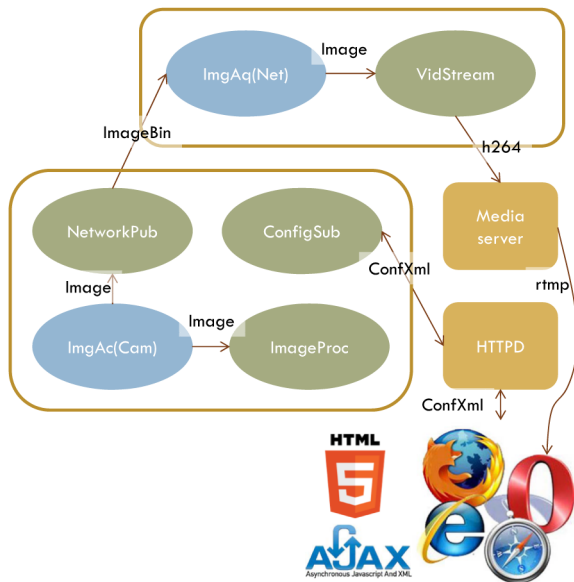 ImgAq(Net)
Image
VidStream
ImageBin
h264
NetworkPub
ConfigSub
Media
server
ConfXml
Image
rtmp
Image
ImgAc(Cam)
ImageProc
HTTPD
ConfXml
HTML
5
AJAX
Asynchronous Javascript And XML